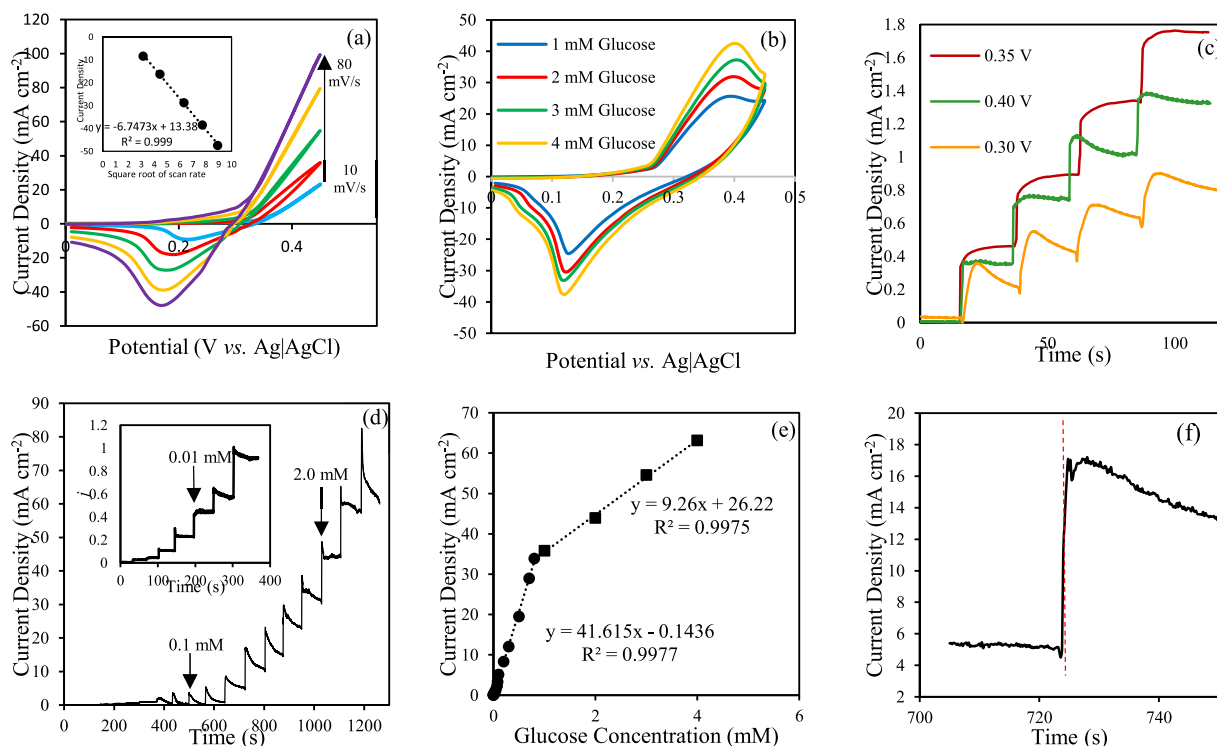 (a)
120
100
80
60
40
20
0
-20
-40
-60
0
0.2
0.4
Current Density (mA cm⁻²)
Potential (V vs. Ag|AgCl)
80
mV/s
10
mV/s
0
-10
-20
-30
-40
-50
Current Density
y = -6.7473x + 13.38
R² = 0.999
0 1 2 3 4 5 6 7 8 9 10
Square root of scan rate
(b)
50
40
30
20
10
0
-10
-20
-30
-40
-50
0 0.1 0.2 0.3 0.4 0 5
1 mM Glucose
2 mM Glucose
3 mM Glucose
4 mM Glucose
Current Density (mA cm⁻²)
Potential vs. Ag|AgCl
(c)
1.8
1.6
1.4
1.2
1
0.8
0.6
0.4
0.2
0
0 50 100
0.35 V
0.40 V
0.30 V
Current Density (mA cm⁻²)
Time (s)
(d)
90
80
70
60
50
40
30
20
10
0
0 200 400 600 800 1000 1200
Current Density (mA cm⁻²)
Time (s)
1.2
1
0.8
0.6
0.4
0.2
0
j
0 100 200 300 400
Time (s)
0.01 mM
2.0 mM
0.1 mM
(e)
70
60
50
40
30
20
10
0
0 2 4 6
y = 9.26x + 26.22
R² = 0.9975
y = 41.615x - 0.1436
R² = 0.9977
Current Density (mA cm⁻²)
Glucose Concentration (mM)
(f)
20
18
16
14
12
10
8
6
4
2
700 720 740
Current Density (mA cm⁻²)
Time (s)